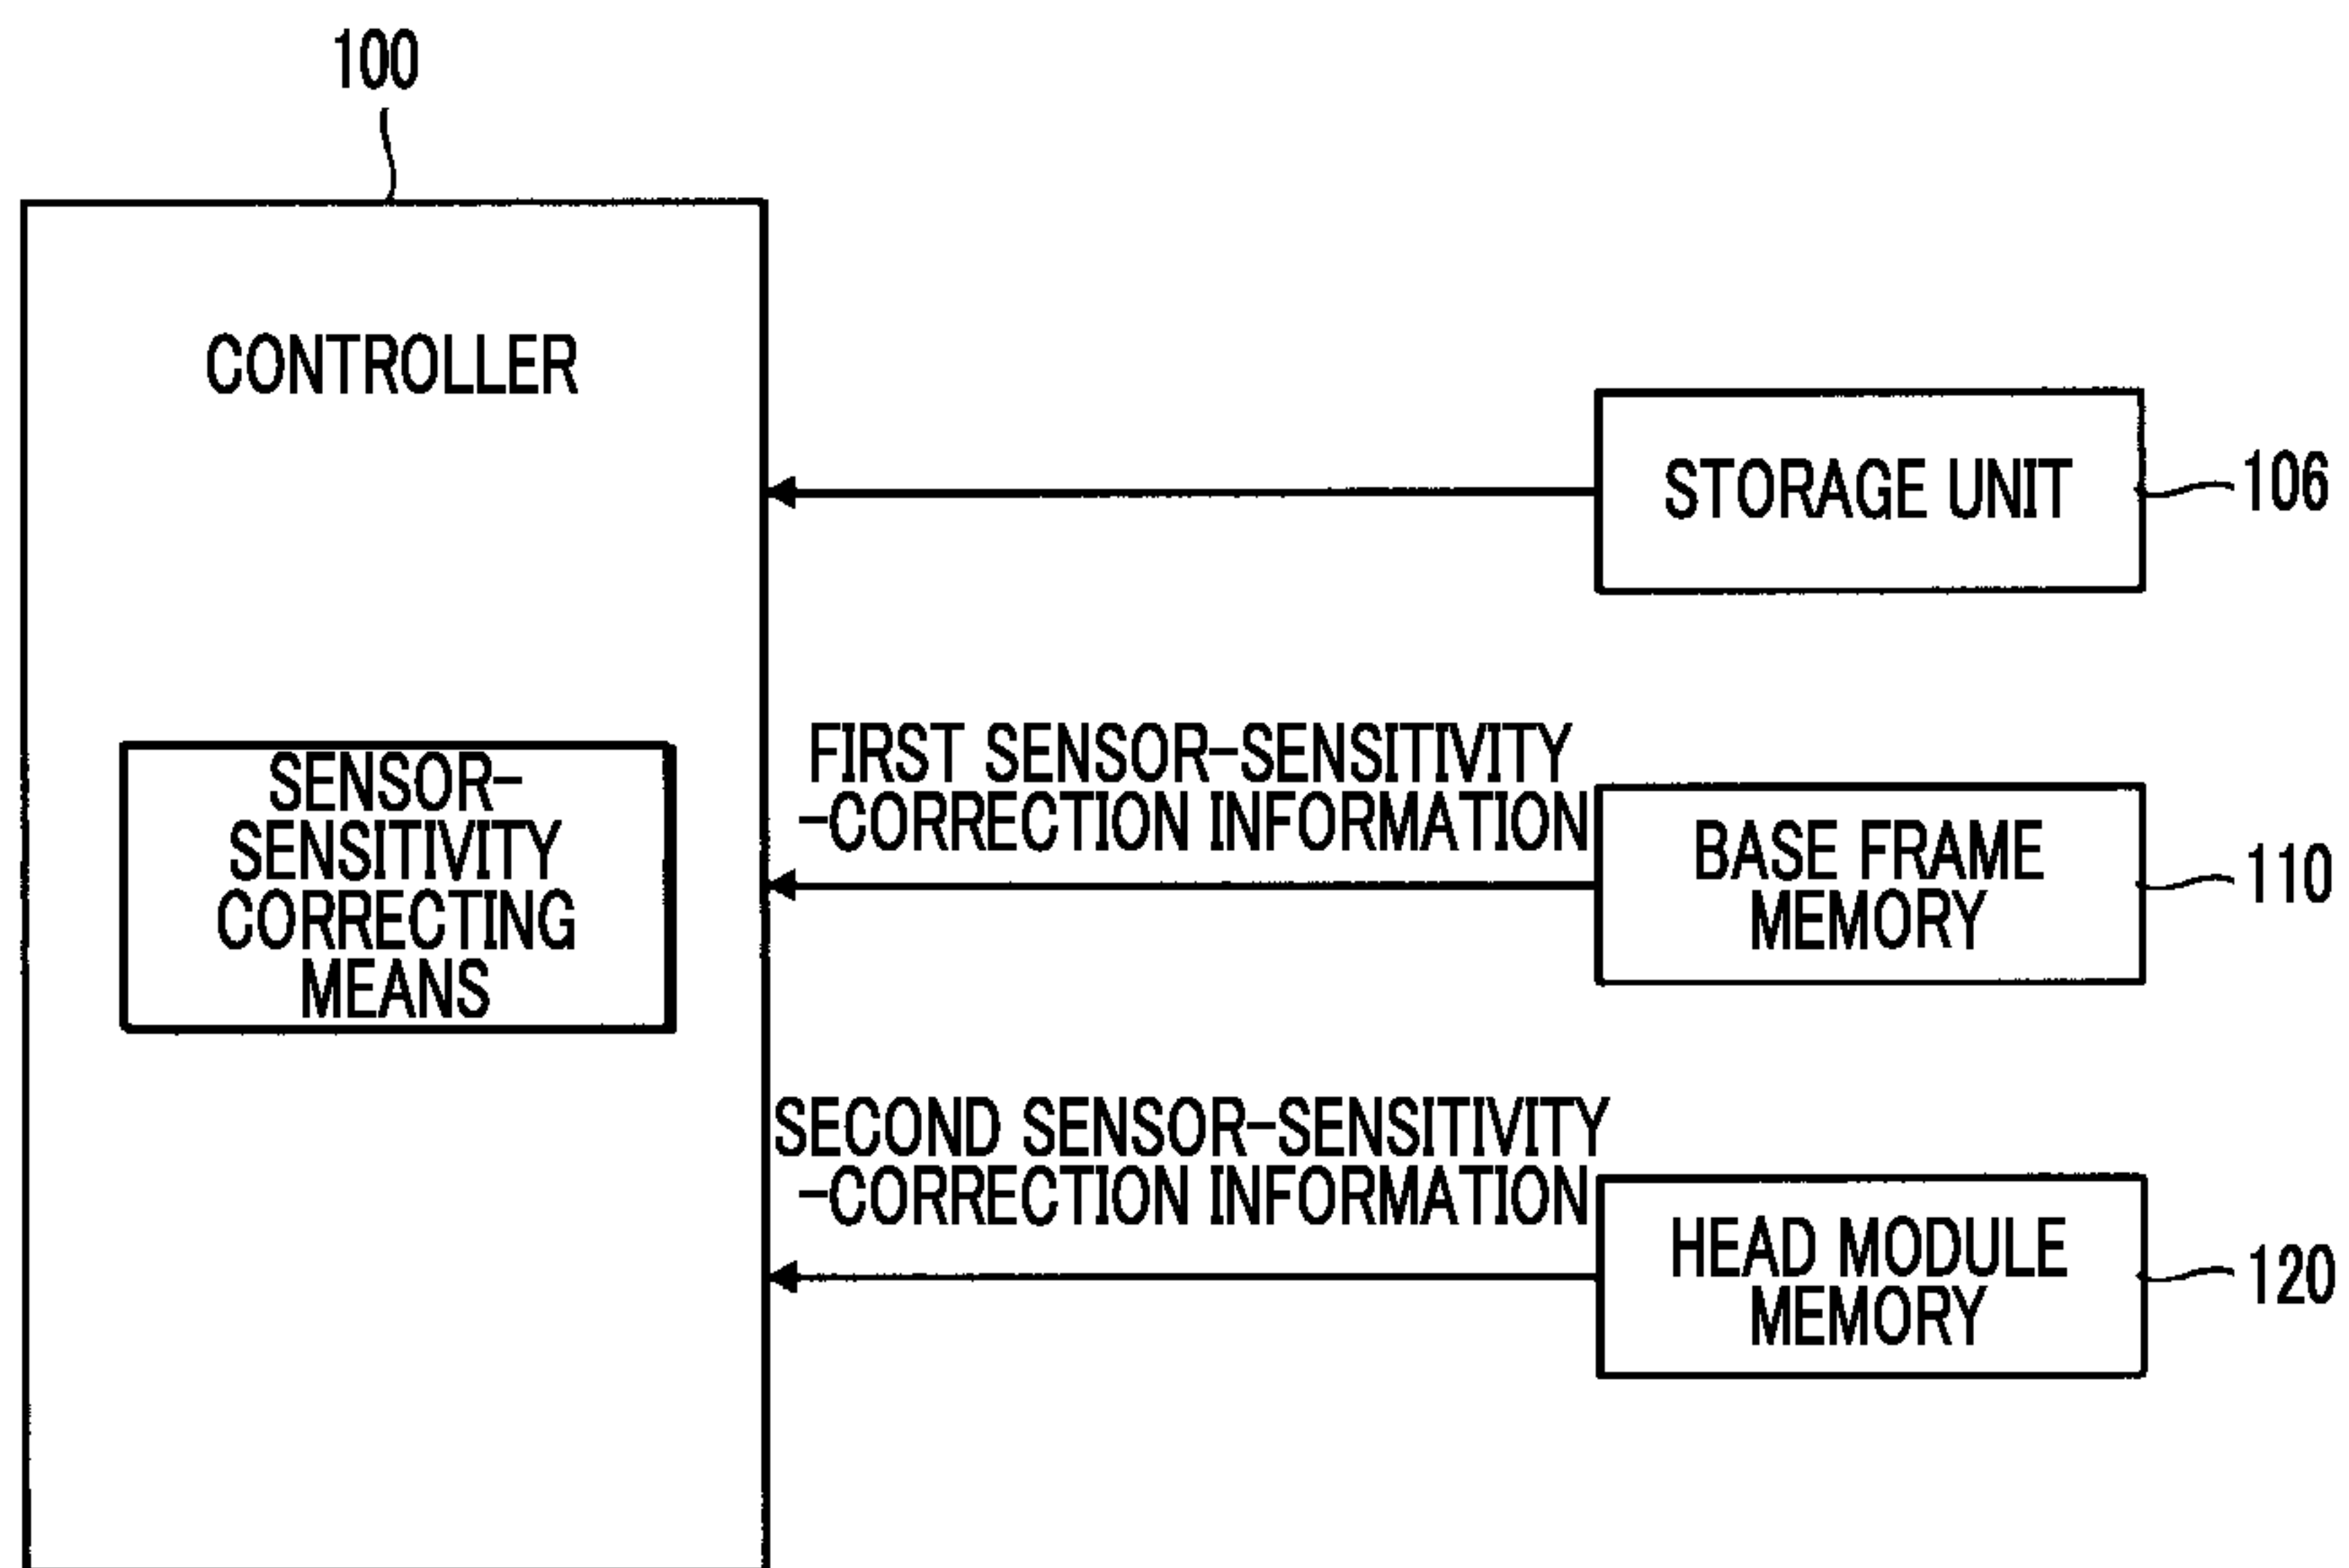 100
CONTROLLER
STORAGE UNIT
106
SENSOR-
SENSITIVITY
CORRECTING
MEANS
FIRST SENSOR-SENSITIVITY
-CORRECTION INFORMATION
BASE FRAME
MEMORY
110
SECOND SENSOR-SENSITIVITY
-CORRECTION INFORMATION
HEAD MODULE
MEMORY
120